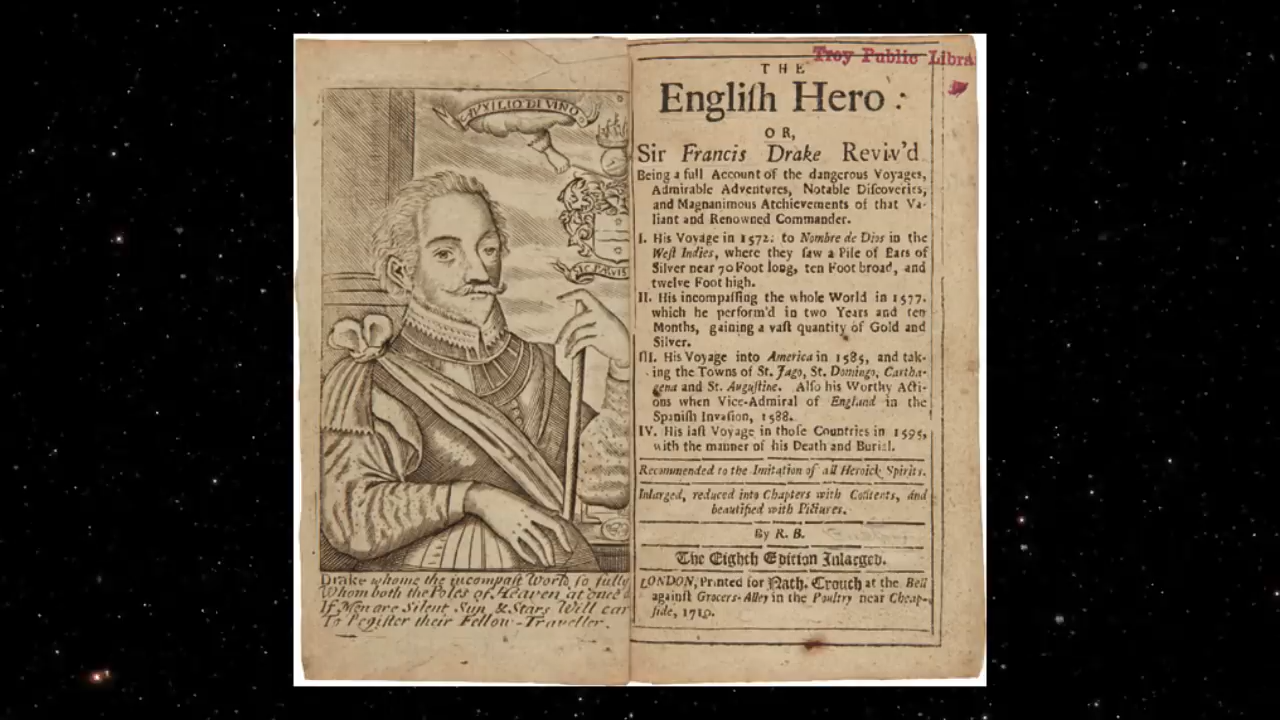 AVXILIO DIVINO
SIC PARVIS
Drake whome the incompast World so fully
Whom both the Poles of Heaven at once
If Men are Silent Sun & Stars Will car
To Register their Fellow-Traveller.
Troy Public Libra
THE
Engliſh Hero:
OR,
Sir Francis Drake Reviv'd
Being a full Account of the dangerous Voyages,
Admirable Adventures, Notable Diſcoveries,
and Magnanimous Atchievements of that Va-
liant and Renowned Commander.
I. His Voyage in 1572. to Nombre de Dios in the
Weſt Indies, where they ſaw a Pile of Bars of
Silver near 70 Foot long, ten Foot broad, and
twelve Foot high.
II. His incompaſſing the whole World in 1577.
which he perform'd in two Years and ten
Months, gaining a vaſt quantity of Gold and
Silver.
III. His Voyage into America in 1585, and tak-
ing the Towns of St. Jago, St. Domingo, Cartha-
gena and St. Auguſtine. Alſo his Worthy Acti-
ons when Vice-Admiral of England in the
Spaniſh Invaſion, 1588.
IV. His laſt Voyage in thoſe Countries in 1595,
with the manner of his Death and Burial.
Recommended to the Imitation of all Heroick Spirits.
Inlarged, reduced into Chapters with Contents, and
beautified with Pictures.
By R. B.
The Eighth Edition Inlarged.
LONDON, Printed for Nath. Crouch at the Bell
againſt Grocers-Alley in the Poultry near Cheap-
ſide, 1719.